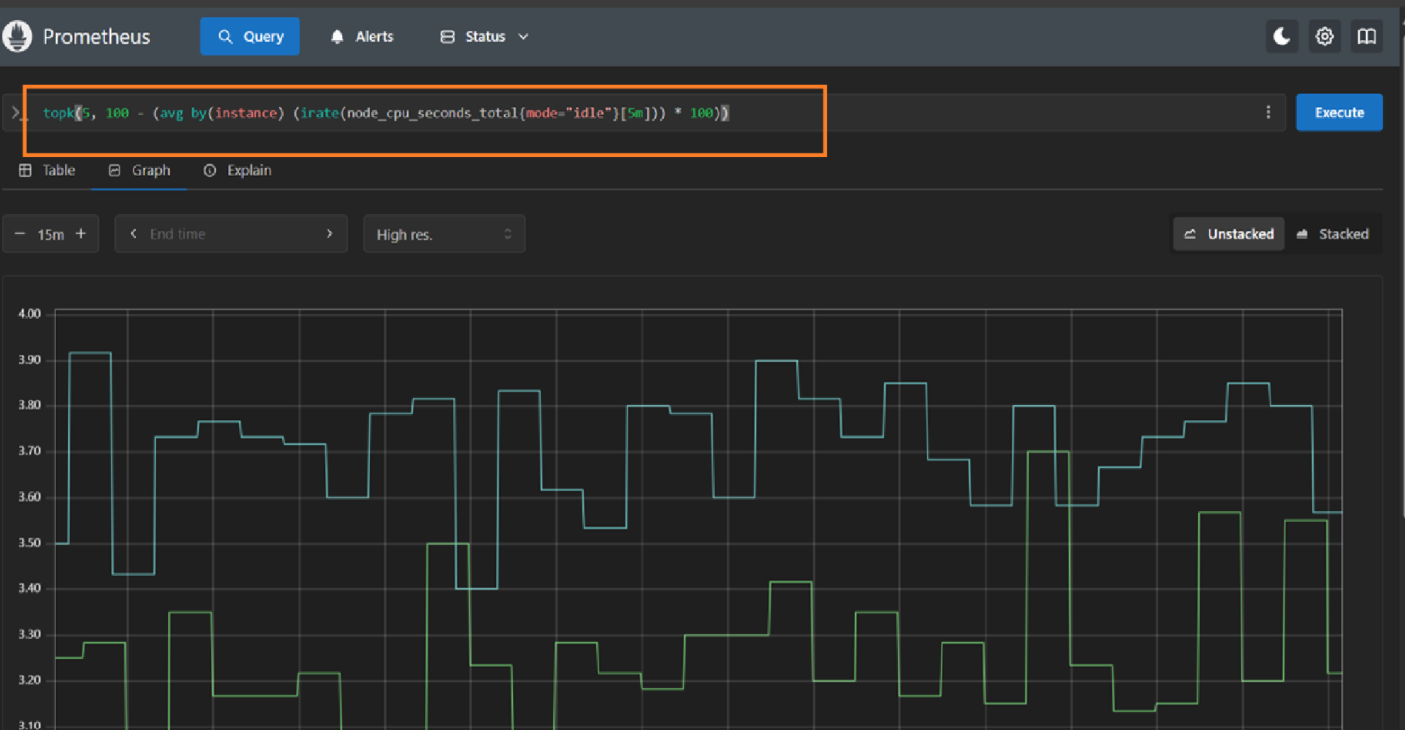 Prometheus Query Alerts Status
topk(5, 100 - (avg by(instance) (irate(node_cpu_seconds_total{mode="idle"}[5m])) * 100)) Execute
Table Graph Explain
15m End time High res. Unstacked Stacked
4.00
3.90
3.80
3.70
3.60
3.50
3.40
3.30
3.20
3.10